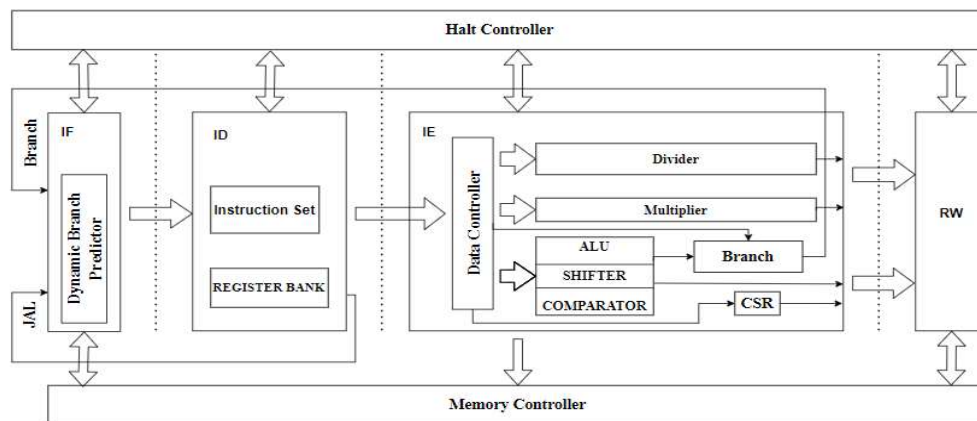 Halt Controller
Branch
JAL
IF
Dynamic Branch
Predictor
ID
Instruction Set
REGISTER BANK
IE
Data Controller
Divider
Multiplier
ALU
SHIFTER
COMPARATOR
Branch
CSR
RW
Memory Controller